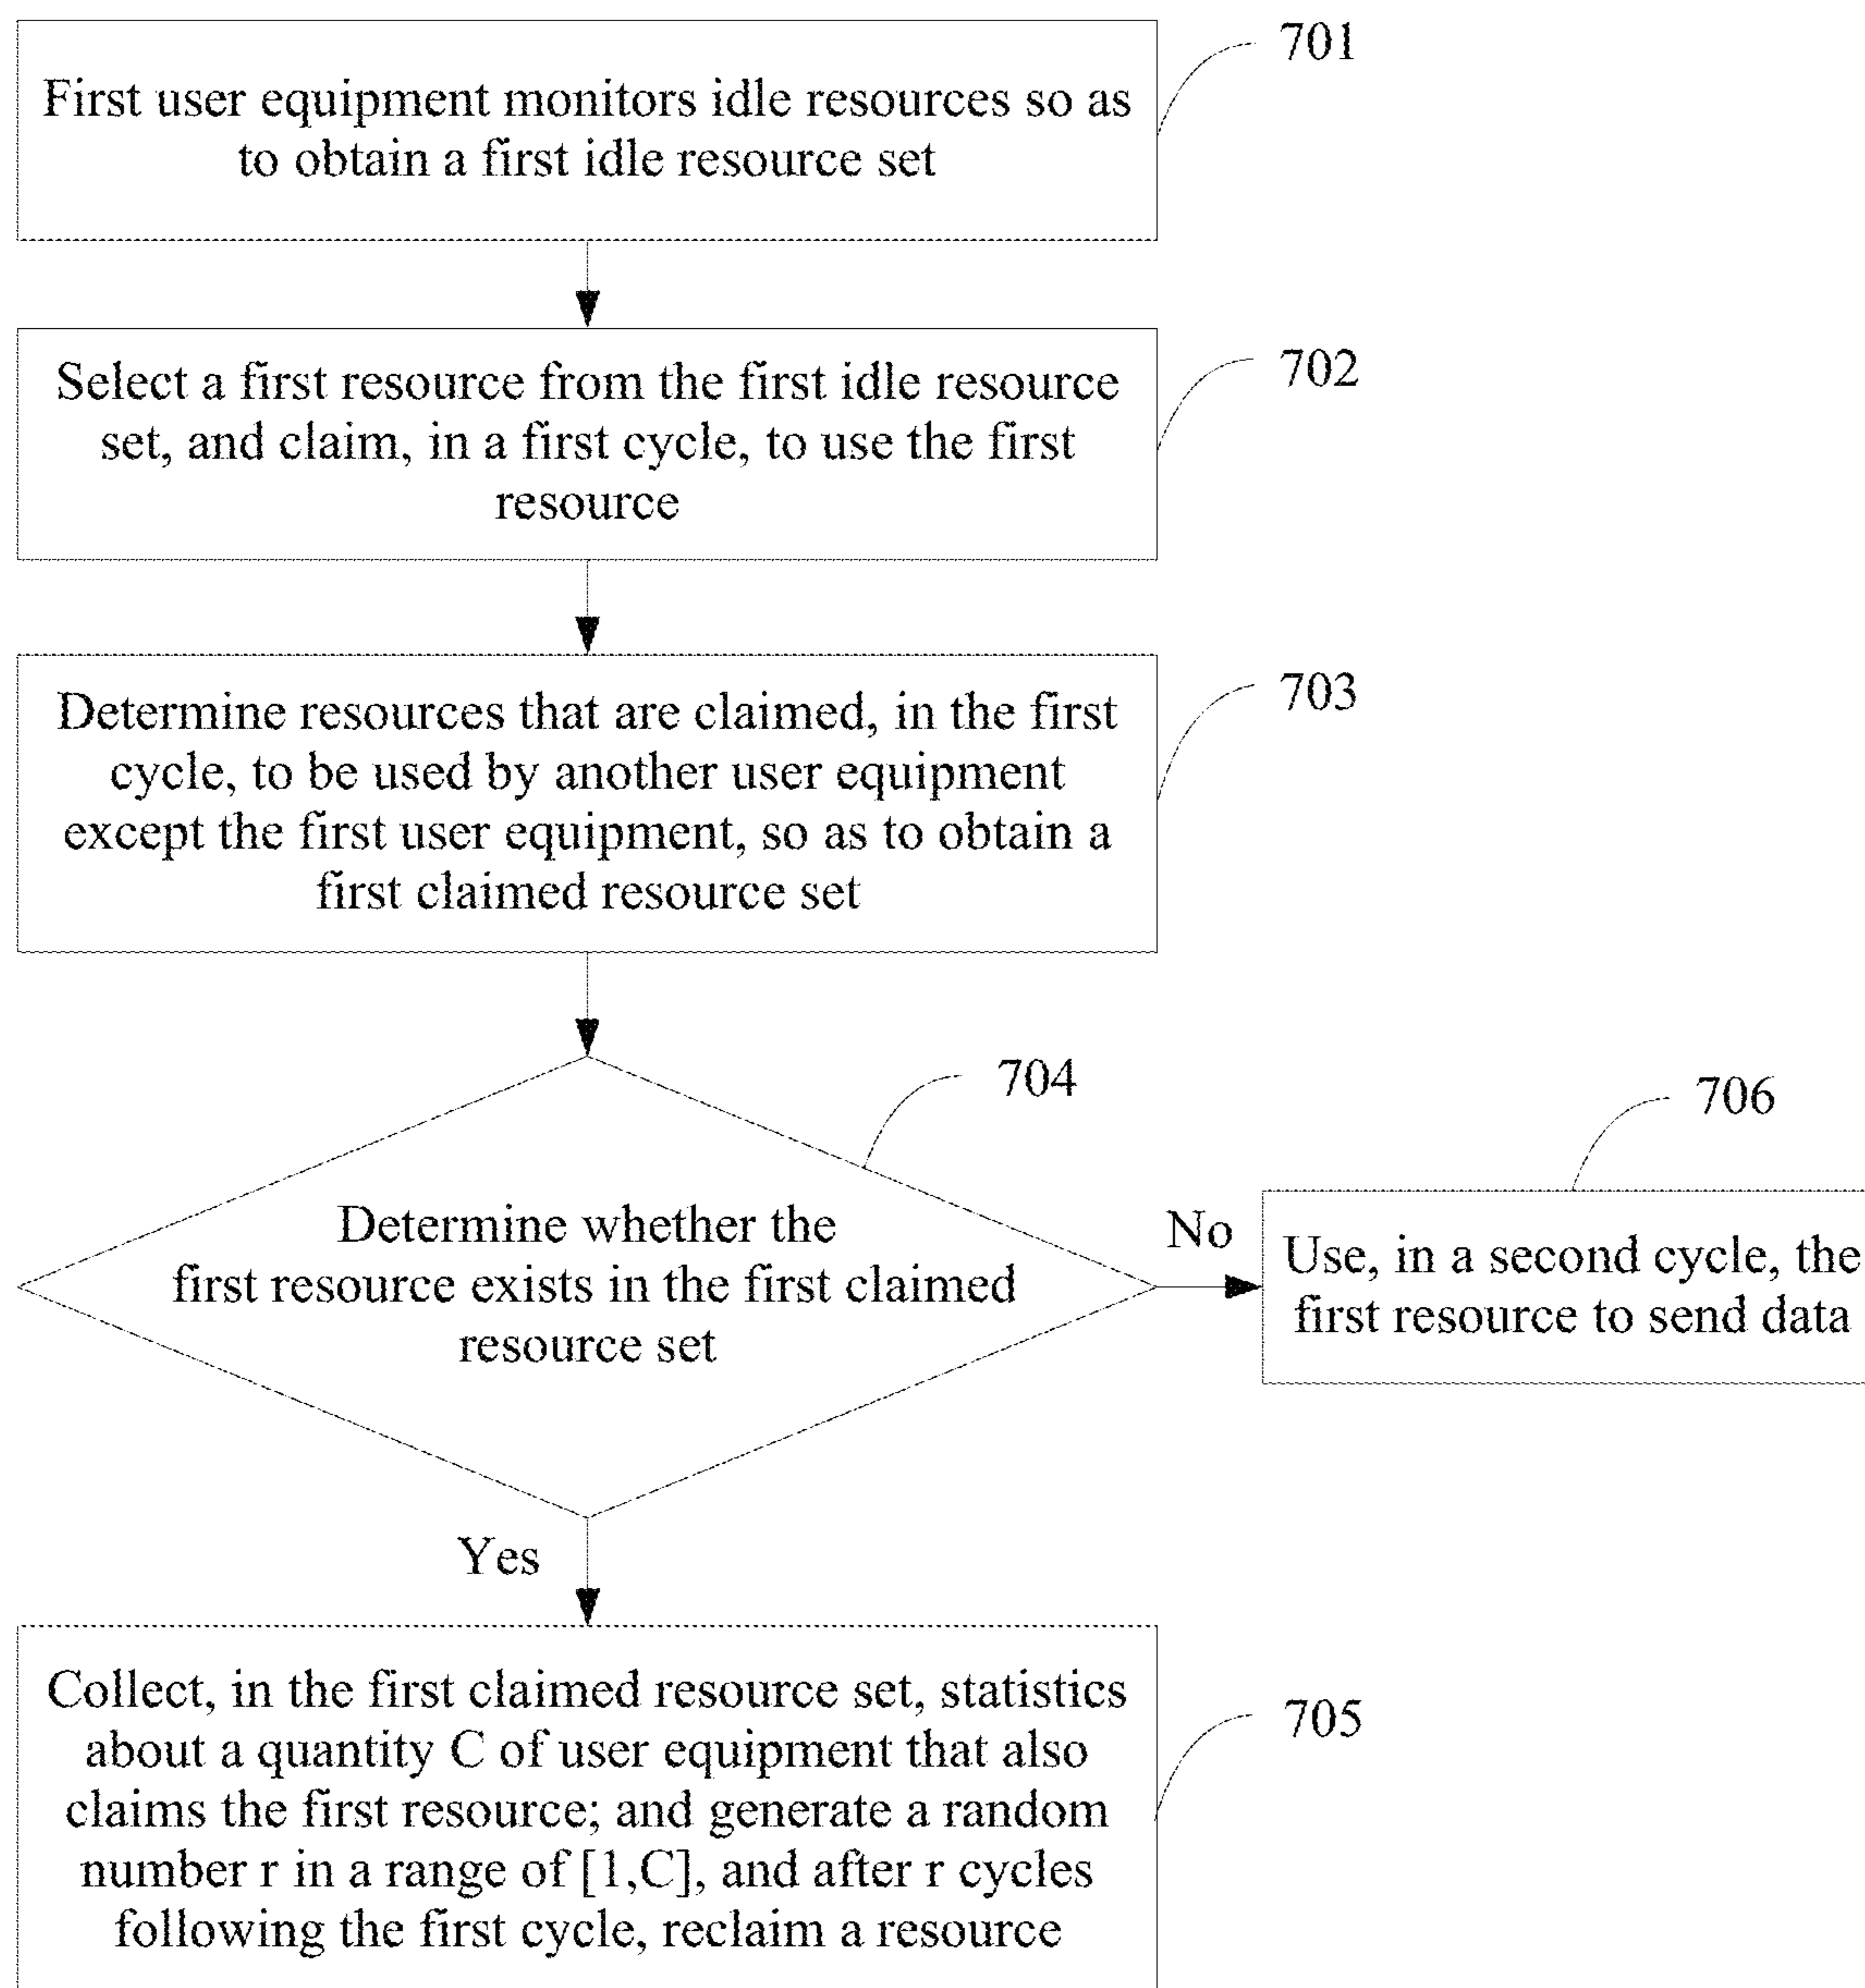 701
First user equipment monitors idle resources so as
to obtain a first idle resource set
702
Select a first resource from the first idle resource
set, and claim, in a first cycle, to use the first
resource
703
Determine resources that are claimed, in the first
cycle, to be used by another user equipment
except the first user equipment, so as to obtain a
first claimed resource set
704
Determine whether the
first resource exists in the first claimed
resource set
No
706
Use, in a second cycle, the
first resource to send data
Yes
705
Collect, in the first claimed resource set, statistics
about a quantity C of user equipment that also
claims the first resource; and generate a random
number r in a range of [1,C], and after r cycles
following the first cycle, reclaim a resource